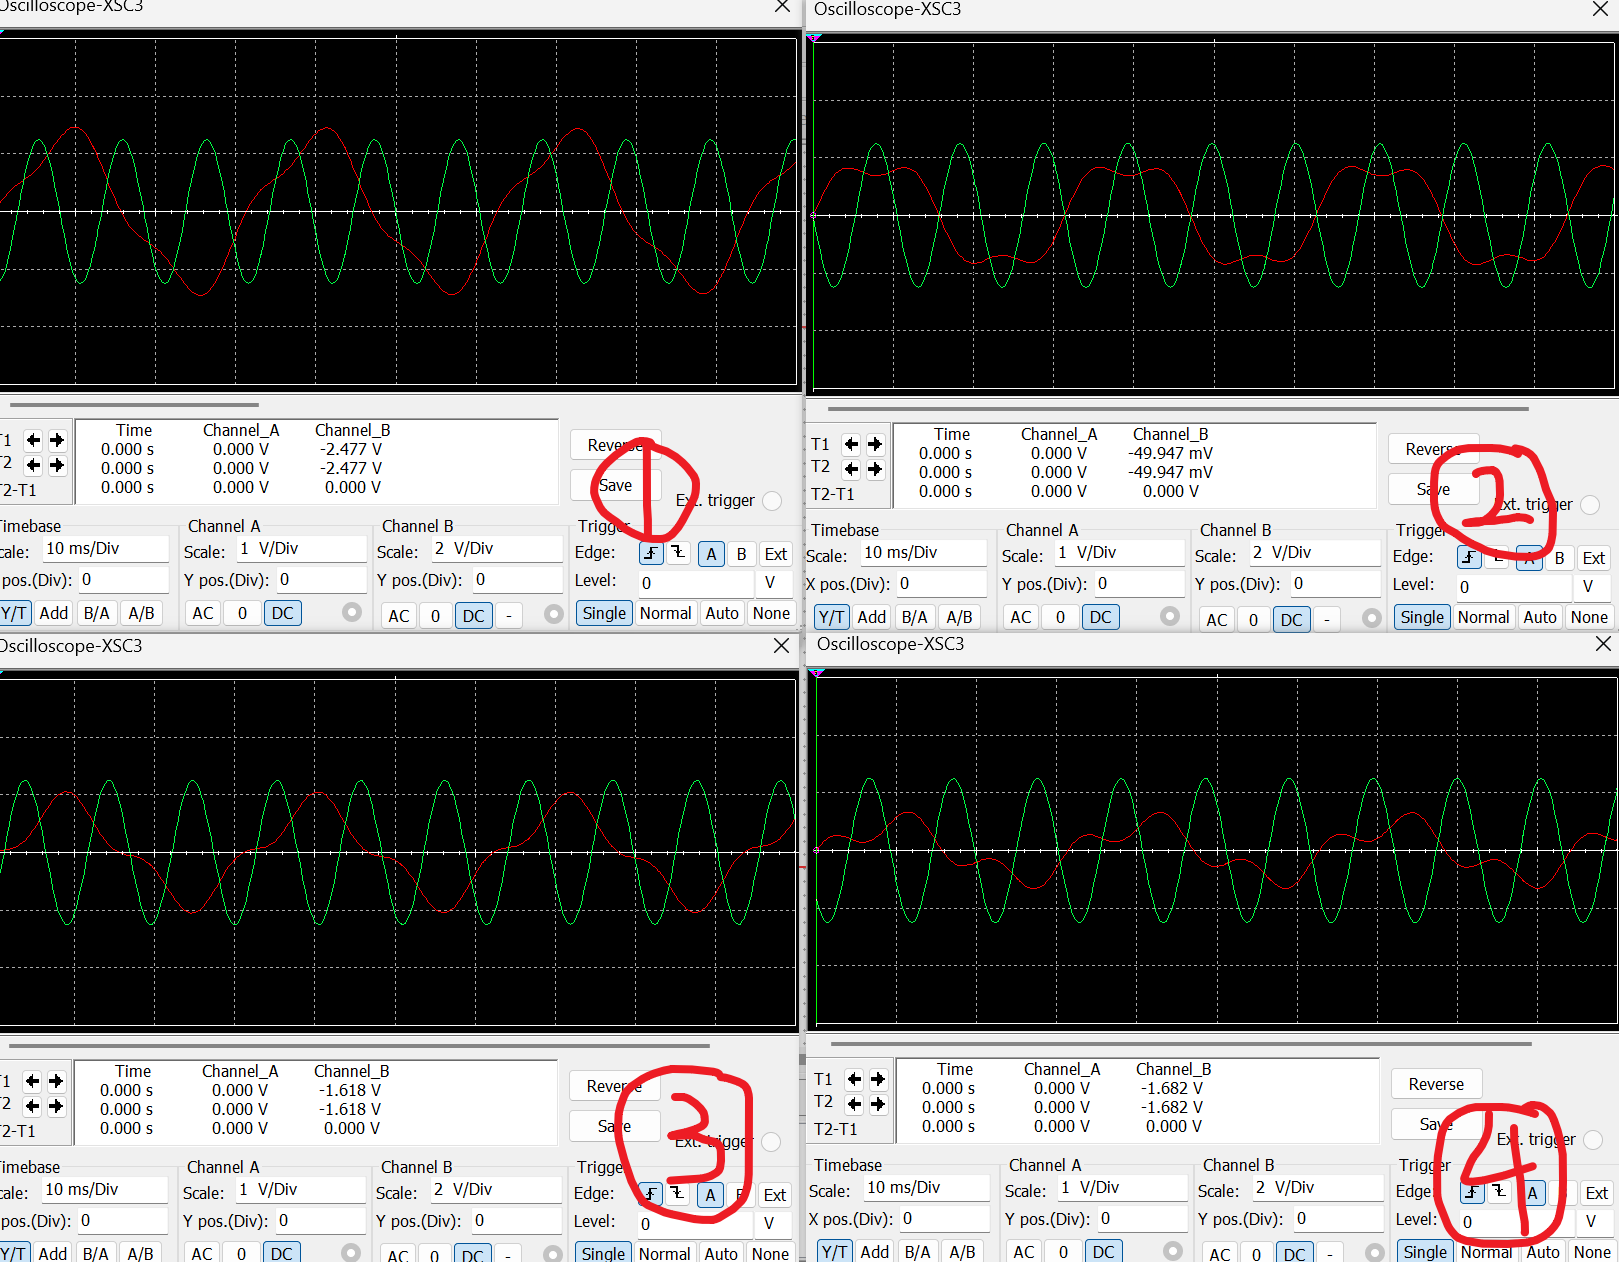 Oscilloscope-XSC3
Time Channel_A Channel_B
T1 0.000 s 0.000 V -2.477 V
T2 0.000 s 0.000 V -2.477 V
T2-T1 0.000 s 0.000 V 0.000 V
Reverse
Save
Ext. trigger
1
Timebase
Scale: 10 ms/Div
pos.(Div): 0
Y/T Add B/A A/B
Channel A
Scale: 1 V/Div
Y pos.(Div): 0
AC 0 DC
Channel B
Scale: 2 V/Div
Y pos.(Div): 0
AC 0 DC -
Trigger
Edge: A B Ext
Level: 0 V
Single Normal Auto None
Oscilloscope-XSC3
Time Channel_A Channel_B
T1 0.000 s 0.000 V -49.947 mV
T2 0.000 s 0.000 V -49.947 mV
T2-T1 0.000 s 0.000 V 0.000 V
Reverse
Save
Ext. trigger
2
Timebase
Scale: 10 ms/Div
X pos.(Div): 0
Y/T Add B/A A/B
Channel A
Scale: 1 V/Div
Y pos.(Div): 0
AC 0 DC
Channel B
Scale: 2 V/Div
Y pos.(Div): 0
AC 0 DC -
Trigger
Edge: A B Ext
Level: 0 V
Single Normal Auto None
Oscilloscope-XSC3
Time Channel_A Channel_B
T1 0.000 s 0.000 V -1.618 V
T2 0.000 s 0.000 V -1.618 V
T2-T1 0.000 s 0.000 V 0.000 V
Reverse
Save
Ext. trigger
3
Timebase
Scale: 10 ms/Div
pos.(Div): 0
Y/T Add B/A A/B
Channel A
Scale: 1 V/Div
Y pos.(Div): 0
AC 0 DC
Channel B
Scale: 2 V/Div
Y pos.(Div): 0
AC 0 DC -
Trigger
Edge: A B Ext
Level: 0 V
Single Normal Auto None
Oscilloscope-XSC3
Time Channel_A Channel_B
T1 0.000 s 0.000 V -1.682 V
T2 0.000 s 0.000 V -1.682 V
T2-T1 0.000 s 0.000 V 0.000 V
Reverse
Save
Ext. trigger
4
Timebase
Scale: 10 ms/Div
X pos.(Div): 0
Y/T Add B/A A/B
Channel A
Scale: 1 V/Div
Y pos.(Div): 0
AC 0 DC
Channel B
Scale: 2 V/Div
Y pos.(Div): 0
AC 0 DC -
Trigger
Edge: A Ext
Level: 0 V
Single Normal Auto None